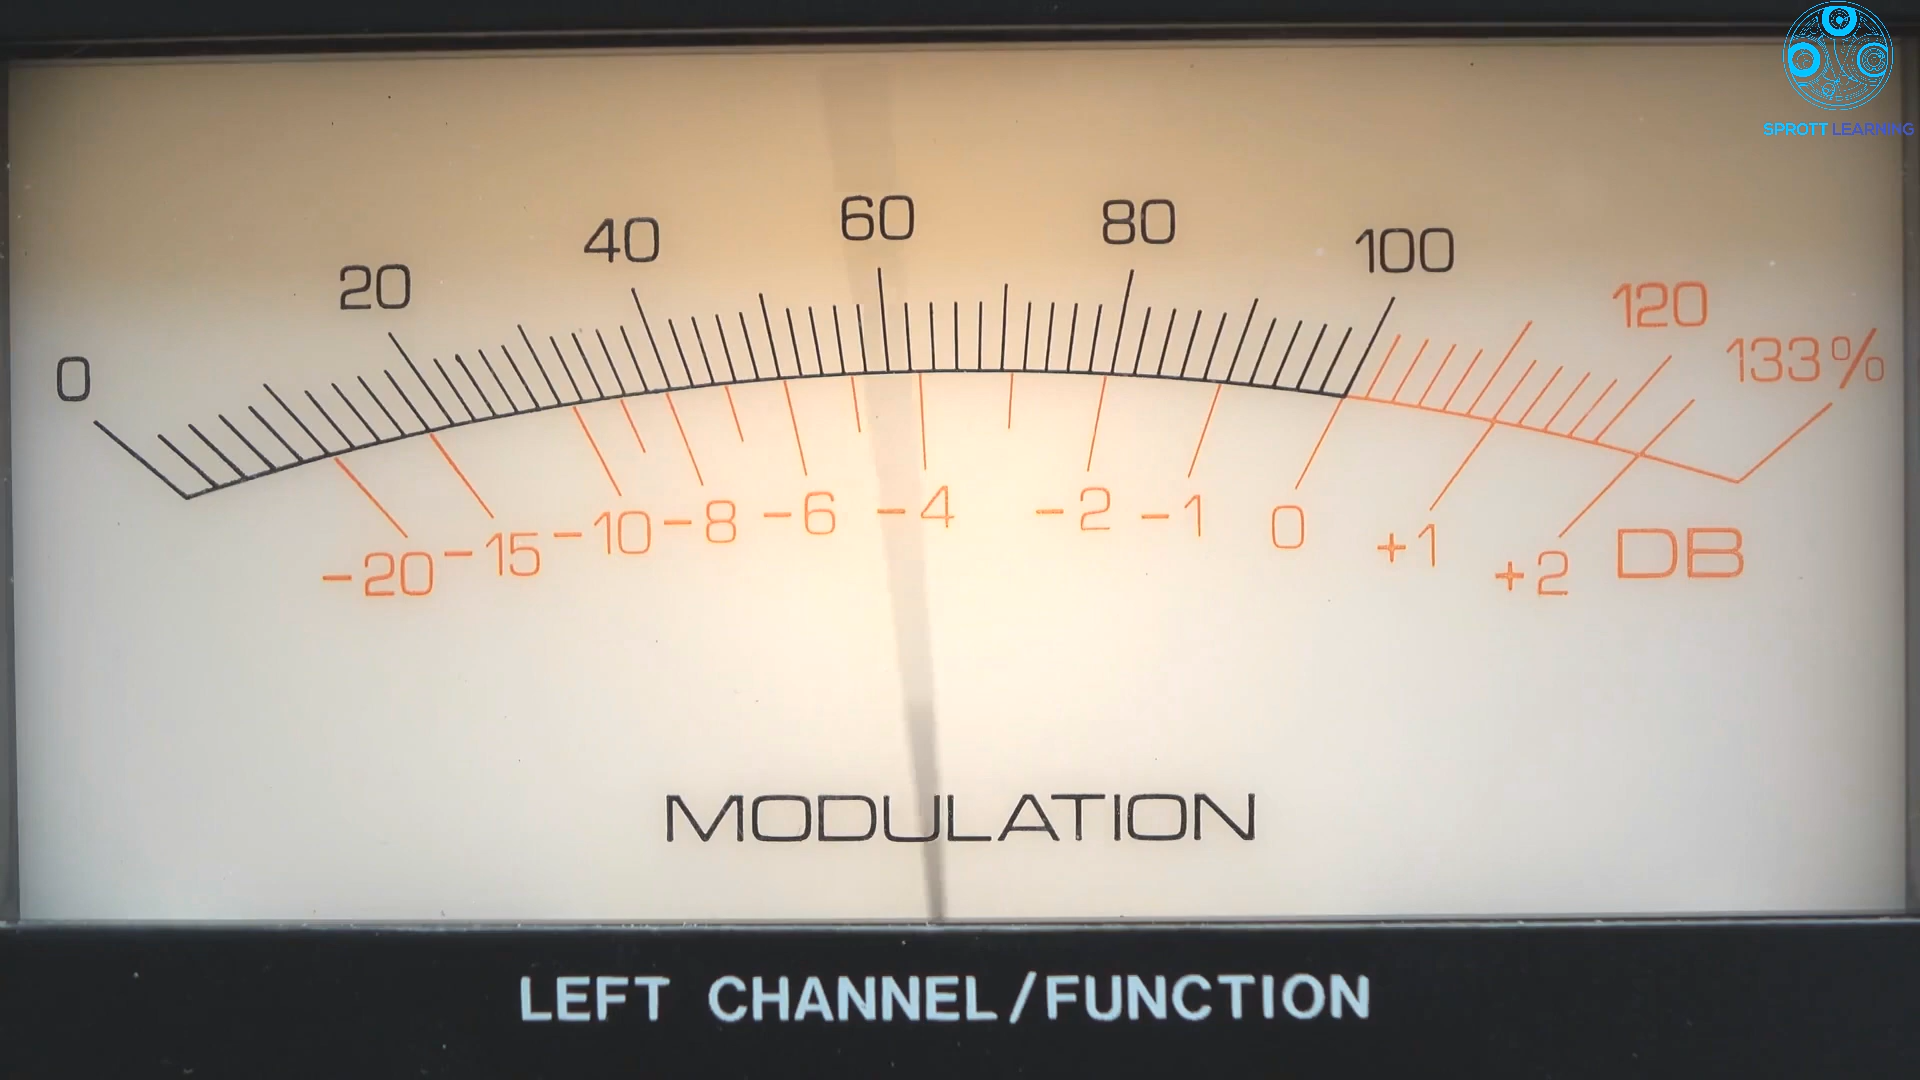 SPROTT LEARNING
0 20 40 60 80 100 120 133%
-20 -15 -10 -8 -6 -4 -2 -1 0 +1 +2 DB
MODULATION
LEFT CHANNEL/FUNCTION